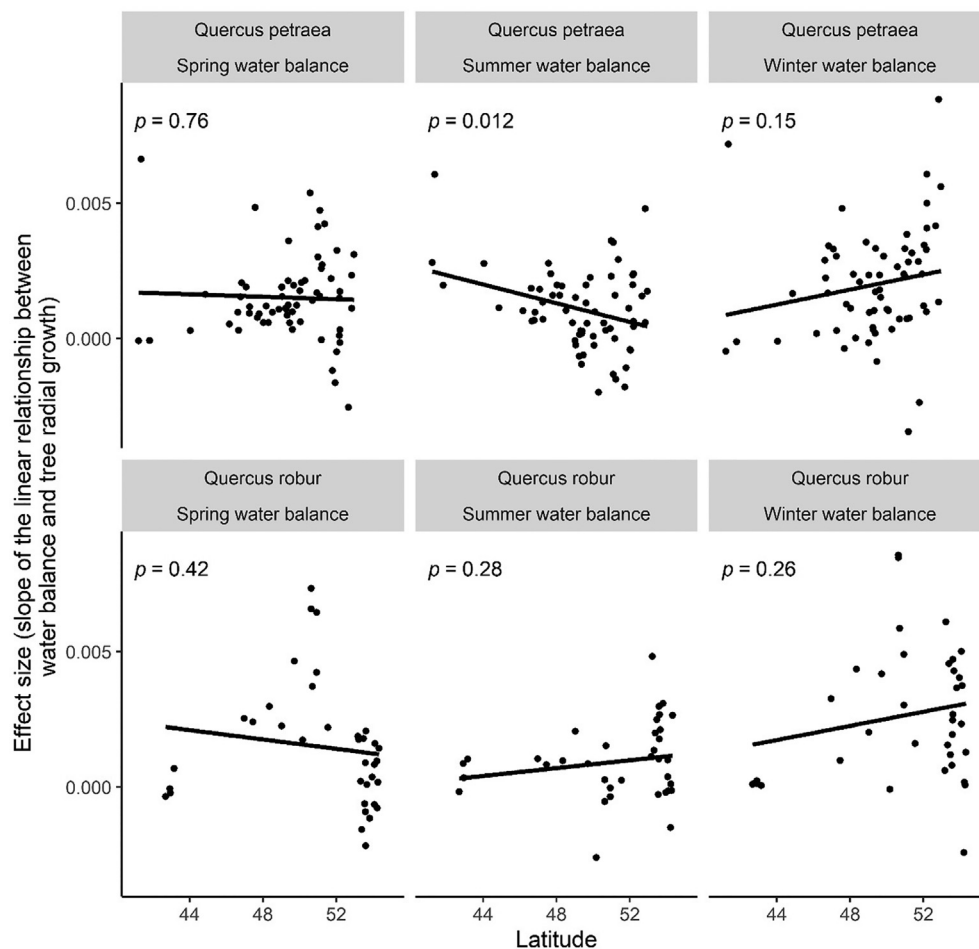 Quercus petraea
Spring water balance
Quercus petraea
Summer water balance
Quercus petraea
Winter water balance
p = 0.76
p = 0.012
p = 0.15
0.005
0.000
Quercus robur
Spring water balance
Quercus robur
Summer water balance
Quercus robur
Winter water balance
p = 0.42
p = 0.28
p = 0.26
0.005
0.000
44
48
52
44
48
52
44
48
52
Latitude
Effect size (slope of the linear relationship between
water balance and tree radial growth)